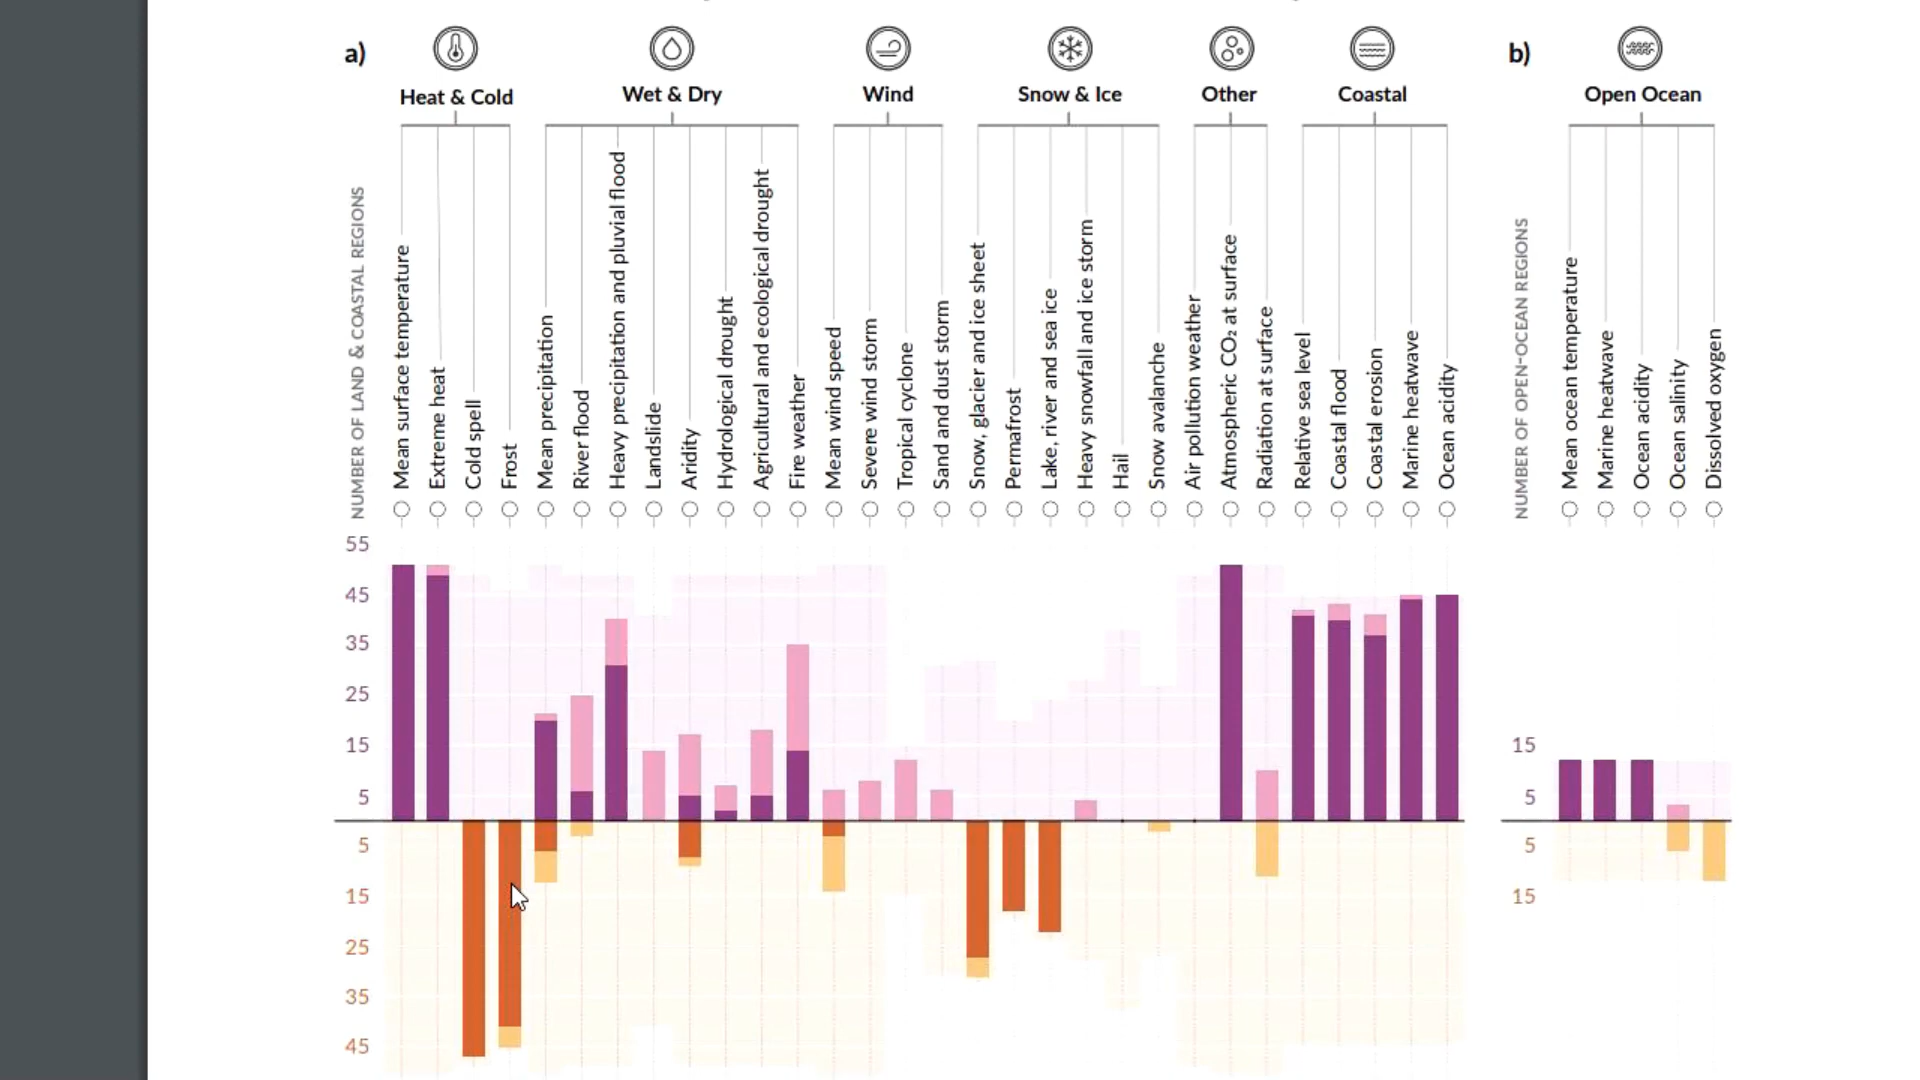 a)
Heat & Cold
Wet & Dry
Wind
Snow & Ice
Other
Coastal
b)
Open Ocean
NUMBER OF LAND & COASTAL REGIONS
Mean surface temperature
Extreme heat
Cold spell
Frost
Mean precipitation
River flood
Heavy precipitation and pluvial flood
Landslide
Aridity
Hydrological drought
Agricultural and ecological drought
Fire weather
Mean wind speed
Severe wind storm
Tropical cyclone
Sand and dust storm
Snow, glacier and ice sheet
Permafrost
Lake, river and sea ice
Heavy snowfall and ice storm
Hail
Snow avalanche
Air pollution weather
Atmospheric CO₂ at surface
Radiation at surface
Relative sea level
Coastal flood
Coastal erosion
Marine heatwave
Ocean acidity
NUMBER OF OPEN-OCEAN REGIONS
Mean ocean temperature
Marine heatwave
Ocean acidity
Ocean salinity
Dissolved oxygen
55
45
35
25
15
5
5
15
25
35
45
15
5
5
15